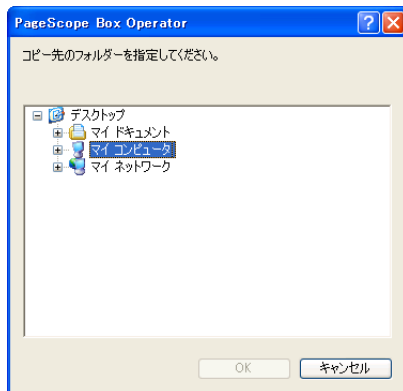 PageScope Box Operator
コピー先のフォルダーを指定してください。
デスクトップ
マイ ドキュメント
マイ コンピュータ
マイ ネットワーク
OK キャンセル